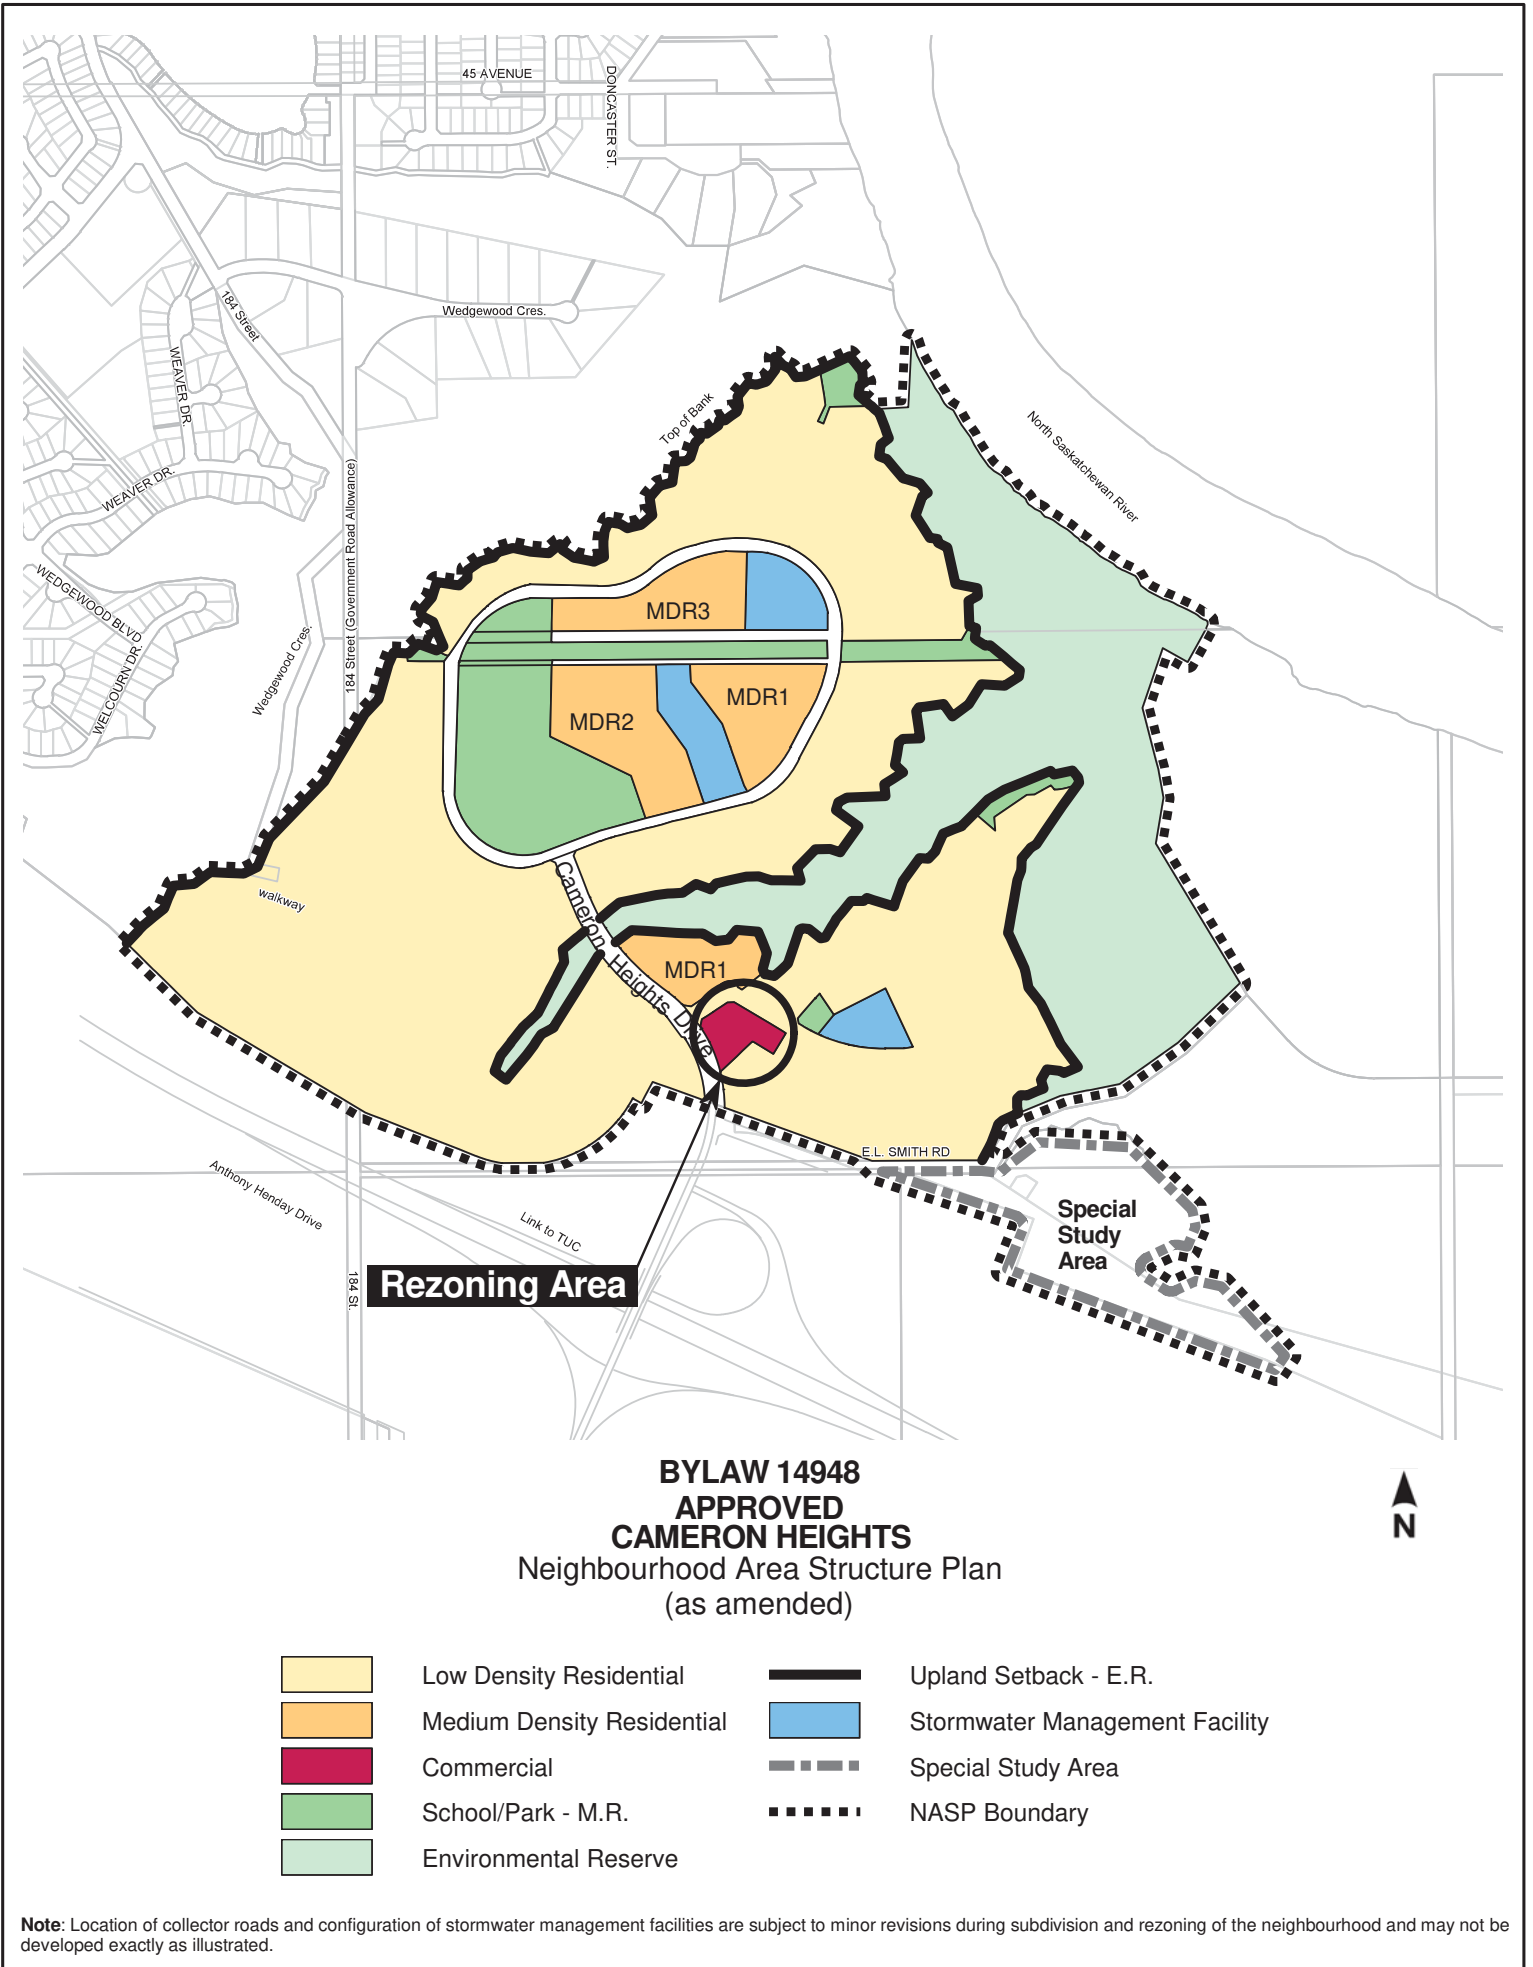 45 AVENUE
DONCASTER ST.
184 Street
Wedgewood Cres.
WEAVER DR.
WEAVER DR.
Top of Bank
North Saskatchewan River
184 Street (Government Road Allowance)
WEDGEWOOD BLVD
WELCOURN DR.
Wedgewood Cres.
MDR3
MDR2
MDR1
walkway
Cameron Heights Drive
MDR1
E.L. SMITH RD
Anthony Henday Drive
Link to TUC
184 St.
Special
Study
Area
Rezoning Area
BYLAW 14948
APPROVED
CAMERON HEIGHTS
Neighbourhood Area Structure Plan
(as amended)
N
Low Density Residential
Medium Density Residential
Commercial
School/Park - M.R.
Environmental Reserve
Upland Setback - E.R.
Stormwater Management Facility
Special Study Area
NASP Boundary
Note: Location of collector roads and configuration of stormwater management facilities are subject to minor revisions during subdivision and rezoning of the neighbourhood and may not be
developed exactly as illustrated.